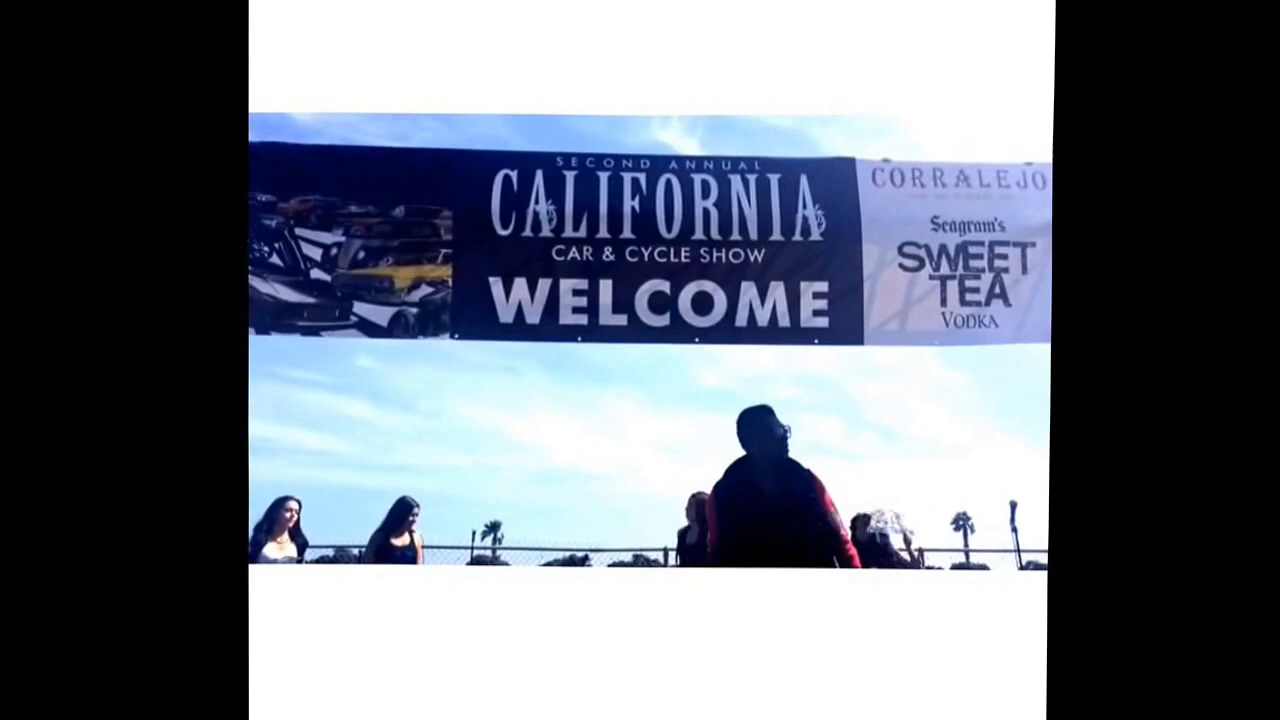 SECOND ANNUAL
CALIFORNIA
CAR & CYCLE SHOW
WELCOME
CORRALEJO
Seagram's
SWEET
TEA
VODKA